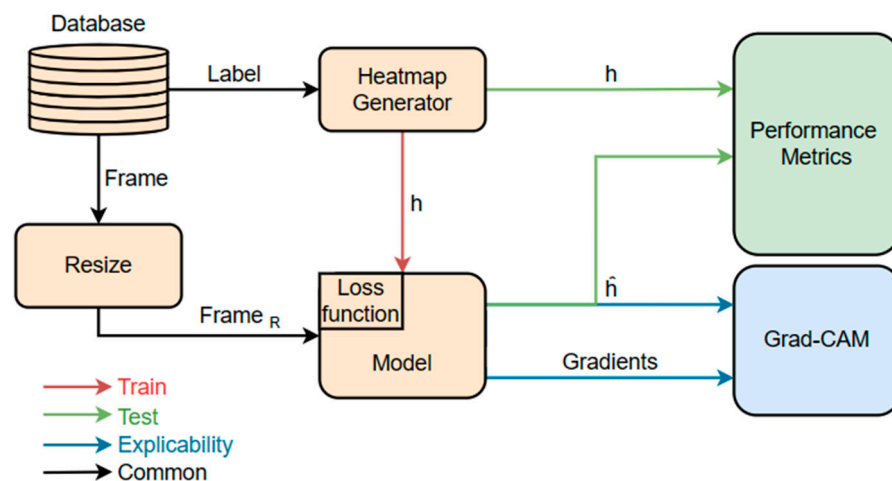 Database
Label
Heatmap
Generator
h
Performance
Metrics
Frame
h
Resize
Loss
function
Model
Frame R
ĥ
Grad-CAM
Gradients
Train
Test
Explicability
Common